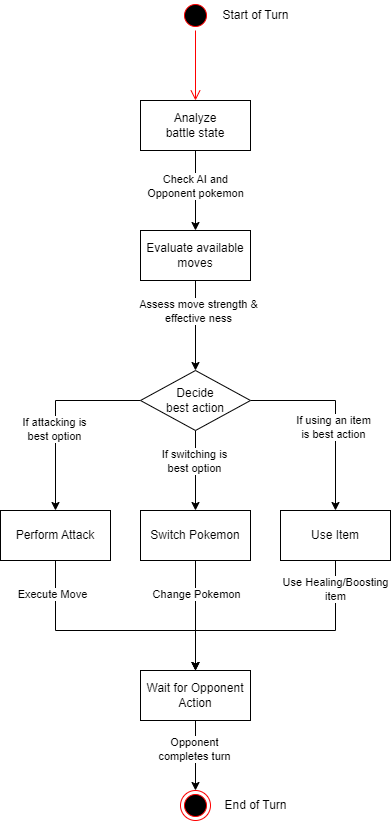 Start of Turn
Analyze
battle state
Check AI and
Opponent pokemon
Evaluate available
moves
Assess move strength &
effective ness
Decide
best action
If attacking is
best option
If switching is
best option
If using an item
is best action
Perform Attack
Switch Pokemon
Use Item
Execute Move
Change Pokemon
Use Healing/Boosting
item
Wait for Opponent
Action
Opponent
completes turn
End of Turn